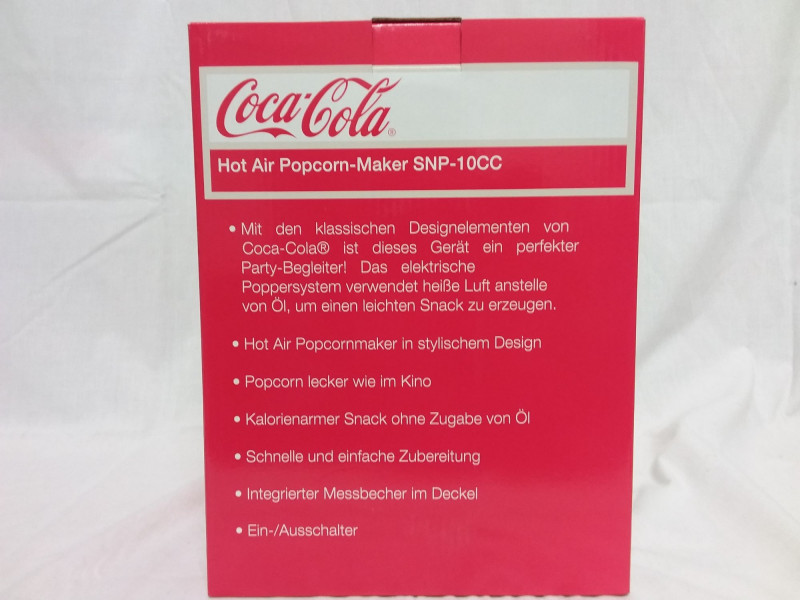 Coca-Cola®
Hot Air Popcorn-Maker SNP-10CC
• Mit den klassischen Designelementen von
Coca-Cola® ist dieses Gerät ein perfekter
Party-Begleiter! Das elektrische
Poppersystem verwendet heiße Luft anstelle
von Öl, um einen leichten Snack zu erzeugen.
• Hot Air Popcornmaker in stylischem Design
• Popcorn lecker wie im Kino
• Kalorienarmer Snack ohne Zugabe von Öl
• Schnelle und einfache Zubereitung
• Integrierter Messbecher im Deckel
• Ein-/Ausschalter